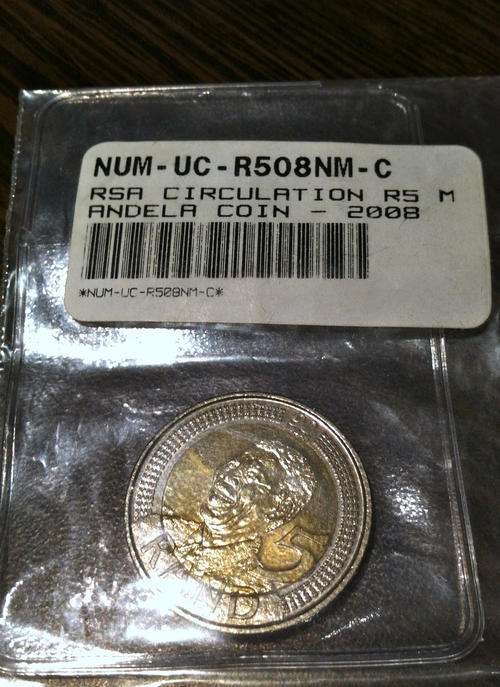 NUM-UC-R508NM-C
RSA CIRCULATION R5 M
ANDELA COIN - 2008
*NUM-UC-R508NM-C*
5
RAND